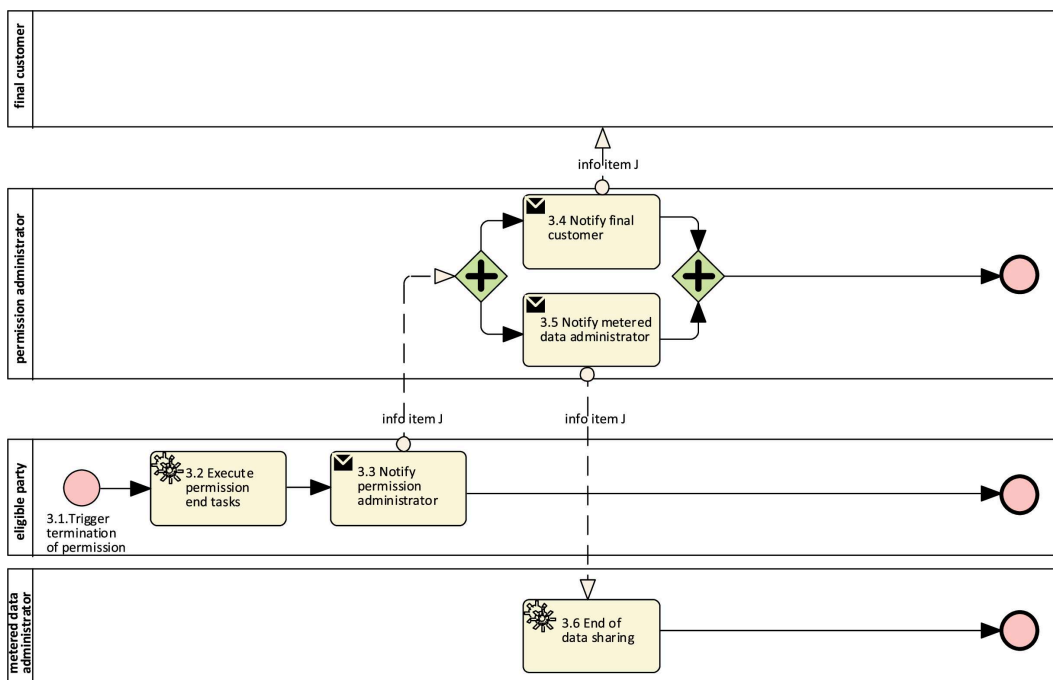 final customer
info item J
permission administrator
3.4 Notify final
customer
3.5 Notify metered
data administrator
info item J
info item J
eligible party
3.1.Trigger
termination
of permission
3.2 Execute
permission
end tasks
3.3 Notify
permission
administrator
metered data
administrator
3.6 End of
data sharing